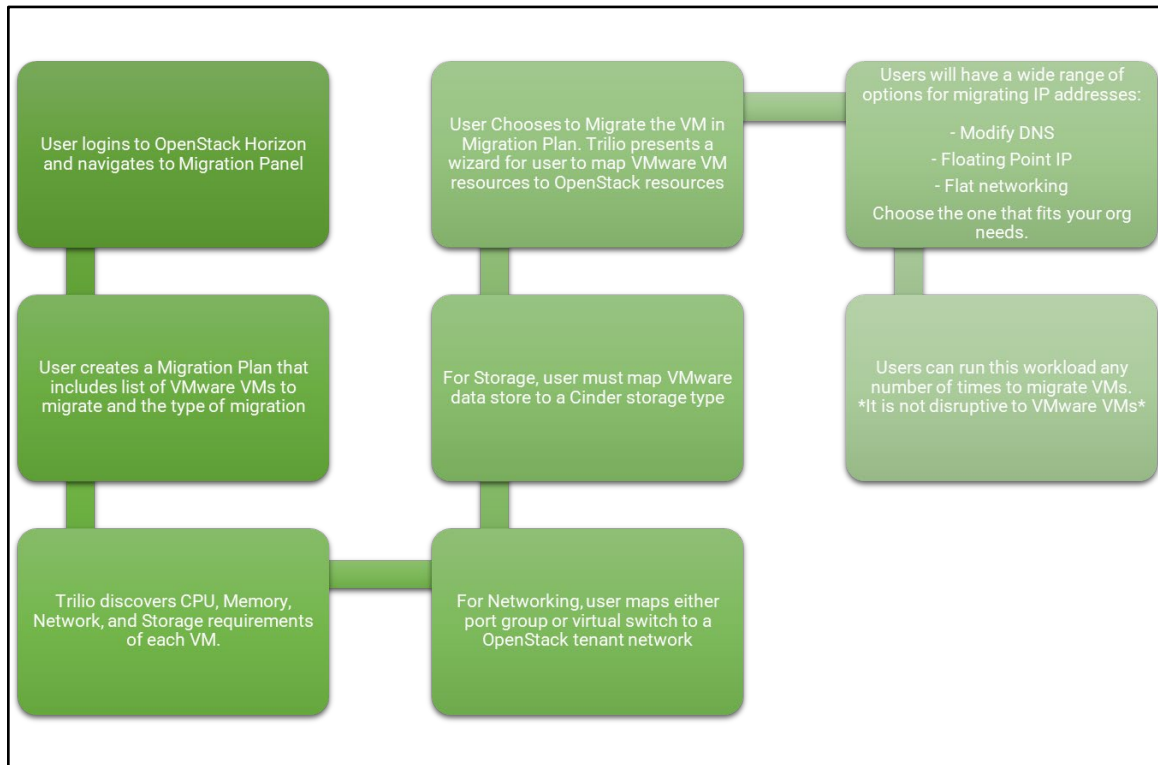 User logins to OpenStack Horizon
and navigates to Migration Panel
User creates a Migration Plan that
includes list of VMware VMs to
migrate and the type of migration
Trilio discovers CPU, Memory,
Network, and Storage requirements
of each VM.
For Networking, user maps either
port group or virtual switch to a
OpenStack tenant network
For Storage, user must map VMware
data store to a Cinder storage type
User Chooses to Migrate the VM in
Migration Plan. Trilio presents a
wizard for user to map VMware VM
resources to OpenStack resources
Users will have a wide range of
options for migrating IP addresses:
- Modify DNS
- Floating Point IP
- Flat networking
Choose the one that fits your org
needs.
Users can run this workload any
number of times to migrate VMs.
*It is not disruptive to VMware VMs*